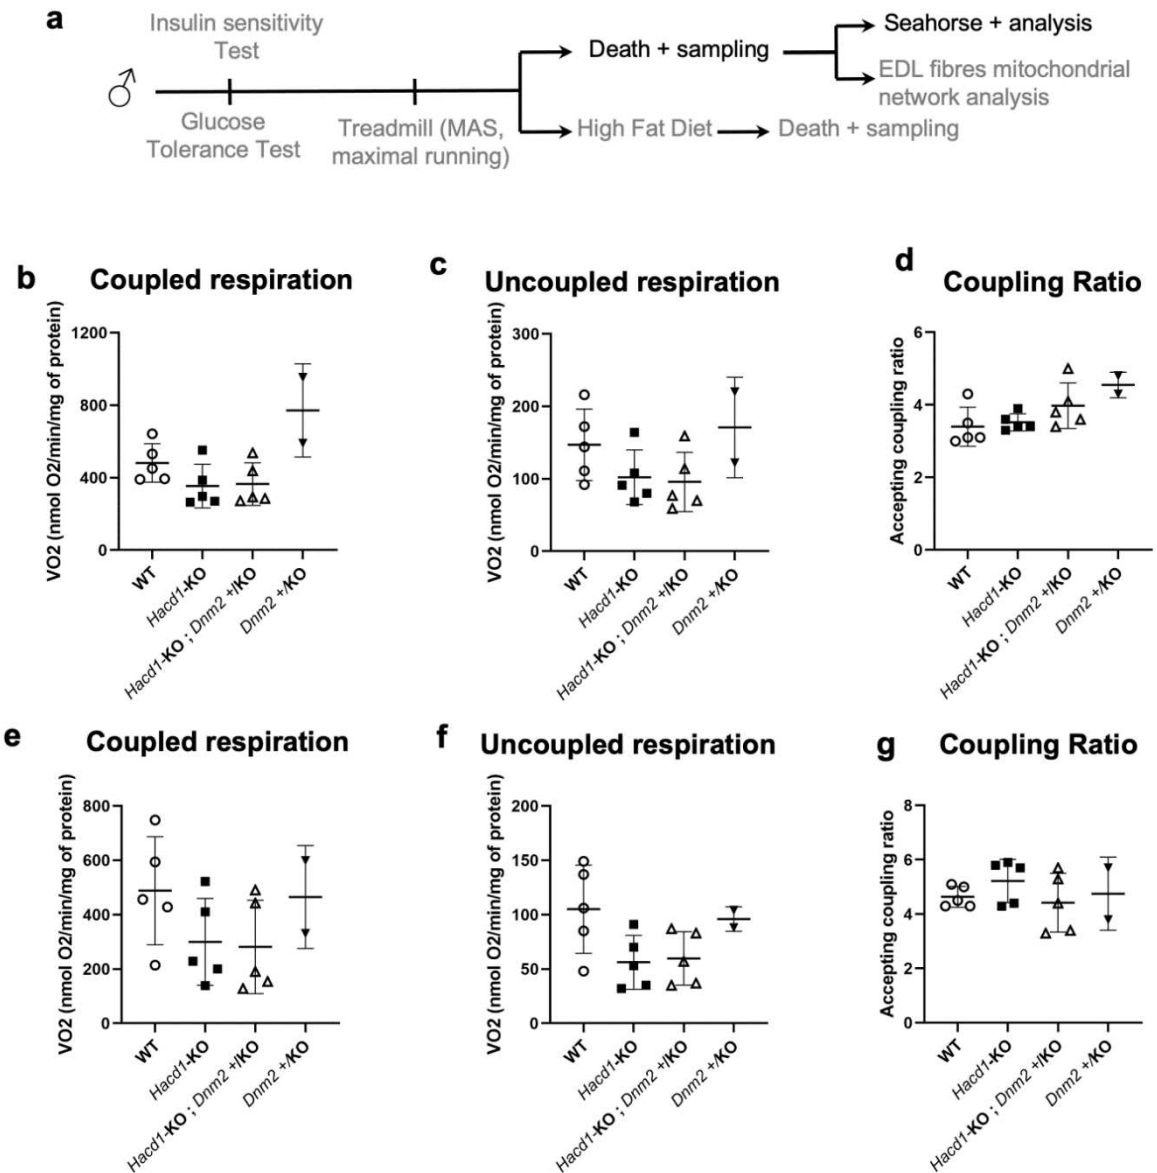 a
Insulin sensitivity
Test
♂
Glucose
Tolerance Test
Treadmill (MAS,
maximal running)
Death + sampling
Seahorse + analysis
EDL fibres mitochondrial
network analysis
High Fat Diet
Death + sampling
b
Coupled respiration
VO2 (nmol O2/min/mg of protein)
1200
800
400
0
WT
Hacd1-KO
Hacd1-KO ; Dnm2 +/KO
Dnm2 +/KO
c
Uncoupled respiration
VO2 (nmol O2/min/mg of protein)
300
200
100
0
WT
Hacd1-KO
Hacd1-KO ; Dnm2 +/KO
Dnm2 +/KO
d
Coupling Ratio
Accepting coupling ratio
6
4
2
0
WT
Hacd1-KO
Hacd1-KO ; Dnm2 +/KO
Dnm2 +/KO
e
Coupled respiration
VO2 (nmol O2/min/mg of protein)
800
600
400
200
0
WT
Hacd1-KO
Hacd1-KO ; Dnm2 +/KO
Dnm2 +/KO
f
Uncoupled respiration
VO2 (nmol O2/min/mg of protein)
200
150
100
50
0
WT
Hacd1-KO
Hacd1-KO ; Dnm2 +/KO
Dnm2 +/KO
g
Coupling Ratio
Accepting coupling ratio
8
6
4
2
0
WT
Hacd1-KO
Hacd1-KO ; Dnm2 +/KO
Dnm2 +/KO